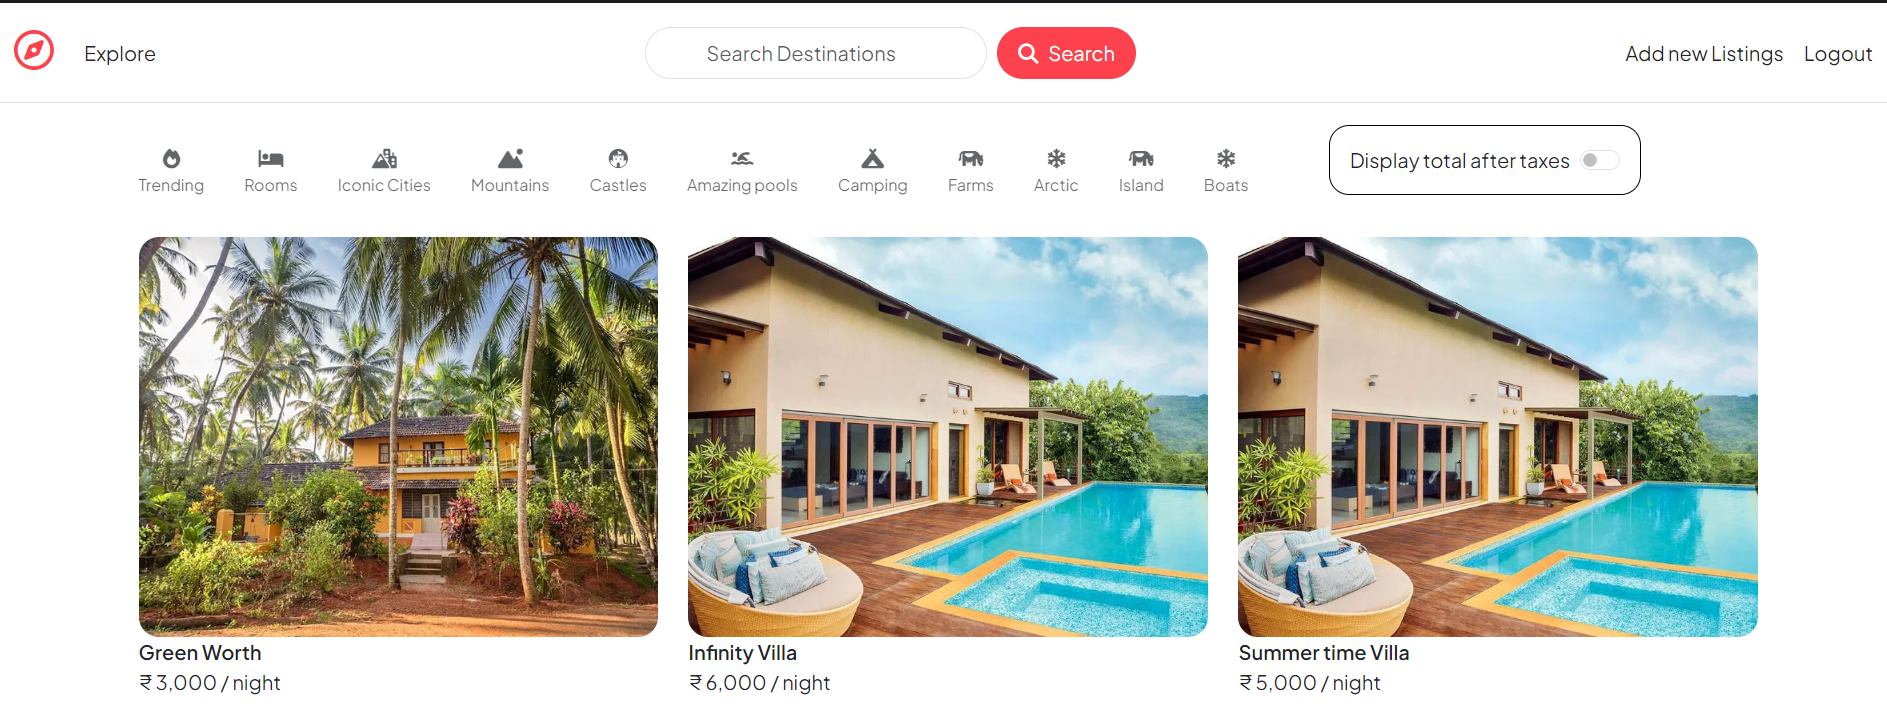 Explore
Search Destinations
Search
Add new Listings
Logout
Trending
Rooms
Iconic Cities
Mountains
Castles
Amazing pools
Camping
Farms
Arctic
Island
Boats
Display total after taxes
Green Worth
₹ 3,000 / night
Infinity Villa
₹ 6,000 / night
Summer time Villa
₹ 5,000 / night